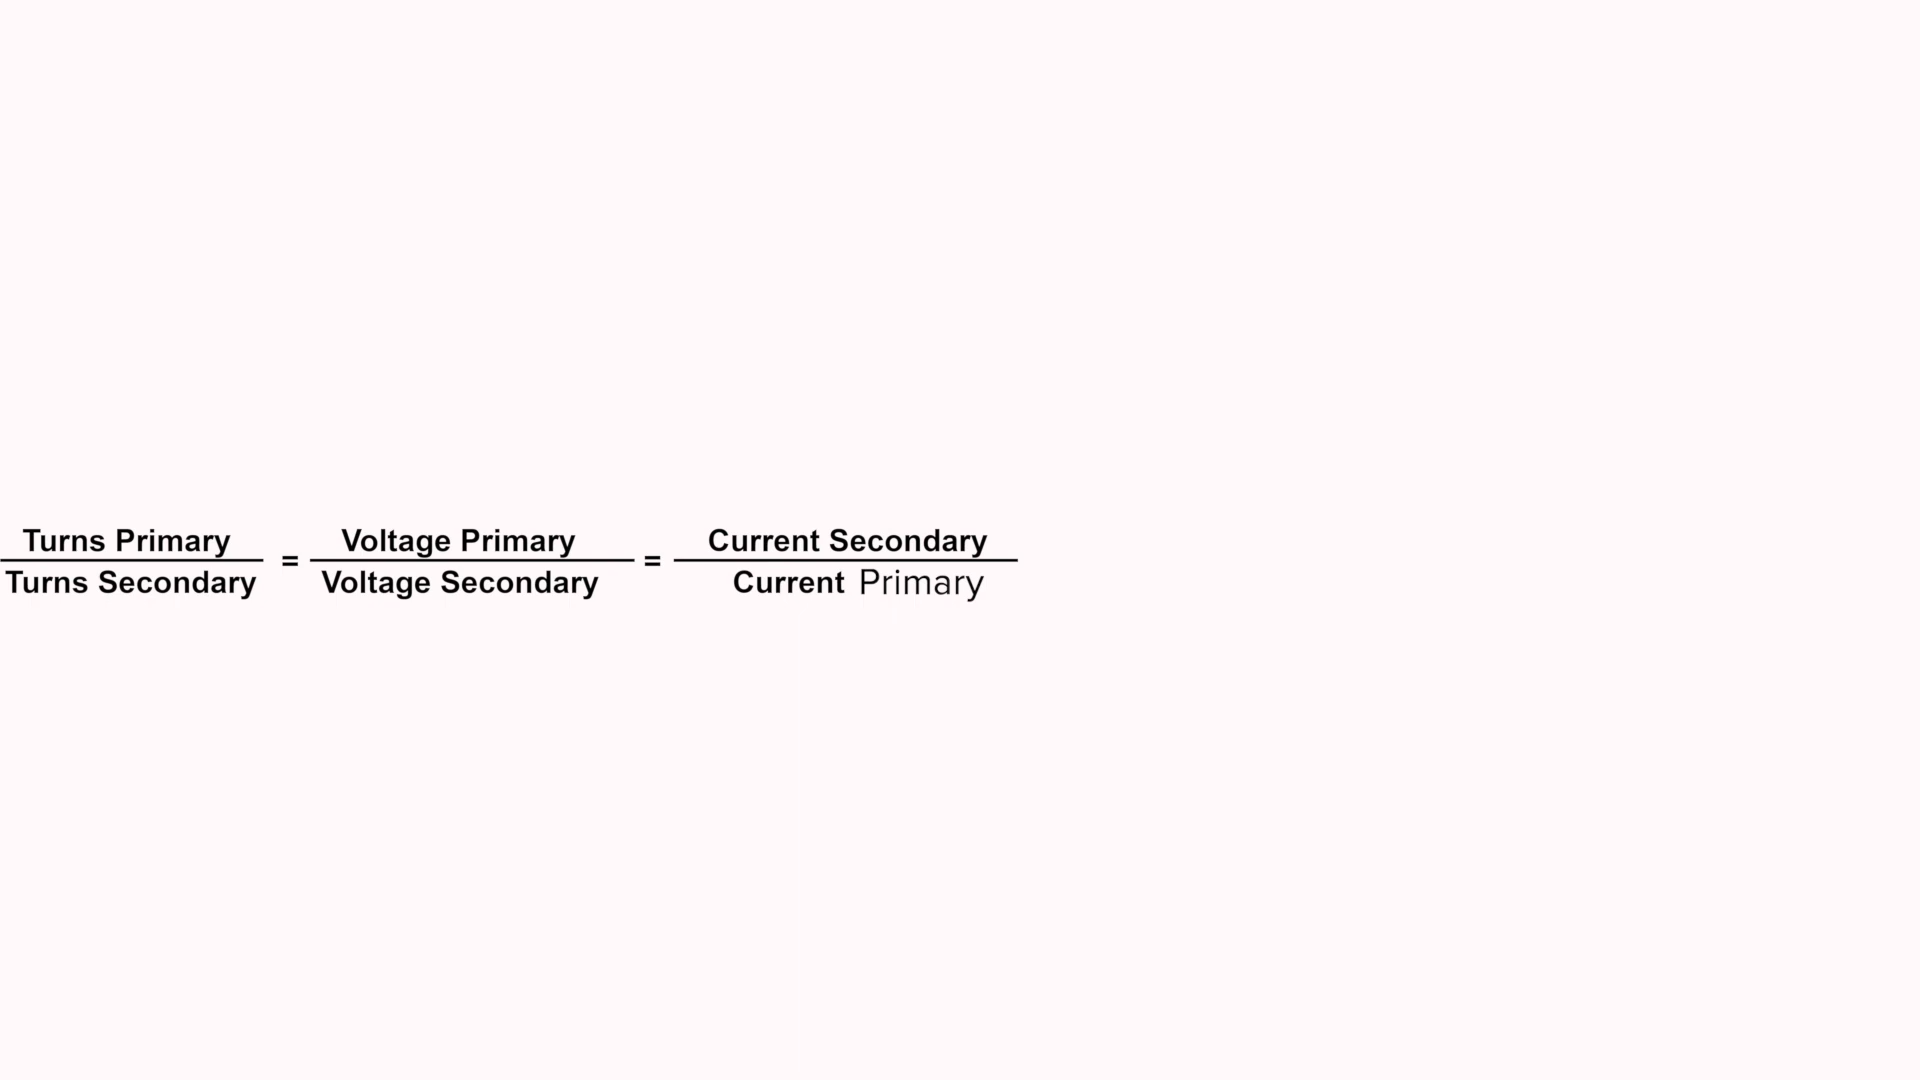 Turns Primary = Voltage Primary = Current Secondary
Turns Secondary Voltage Secondary Current Primary